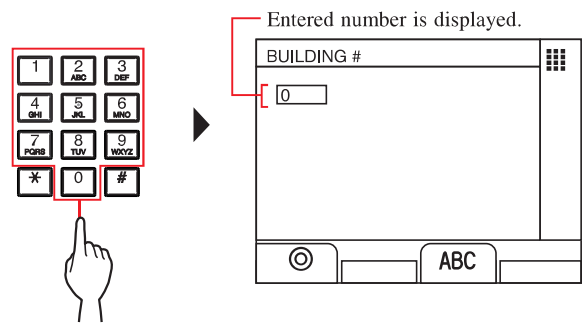 Entered number is displayed.
BUILDING #
0
1 2 ABC 3 DEF
4 GHI 5 JKL 6 MNO
7 PQRS 8 TUV 9 WXYZ
* 0 #
◎ ABC